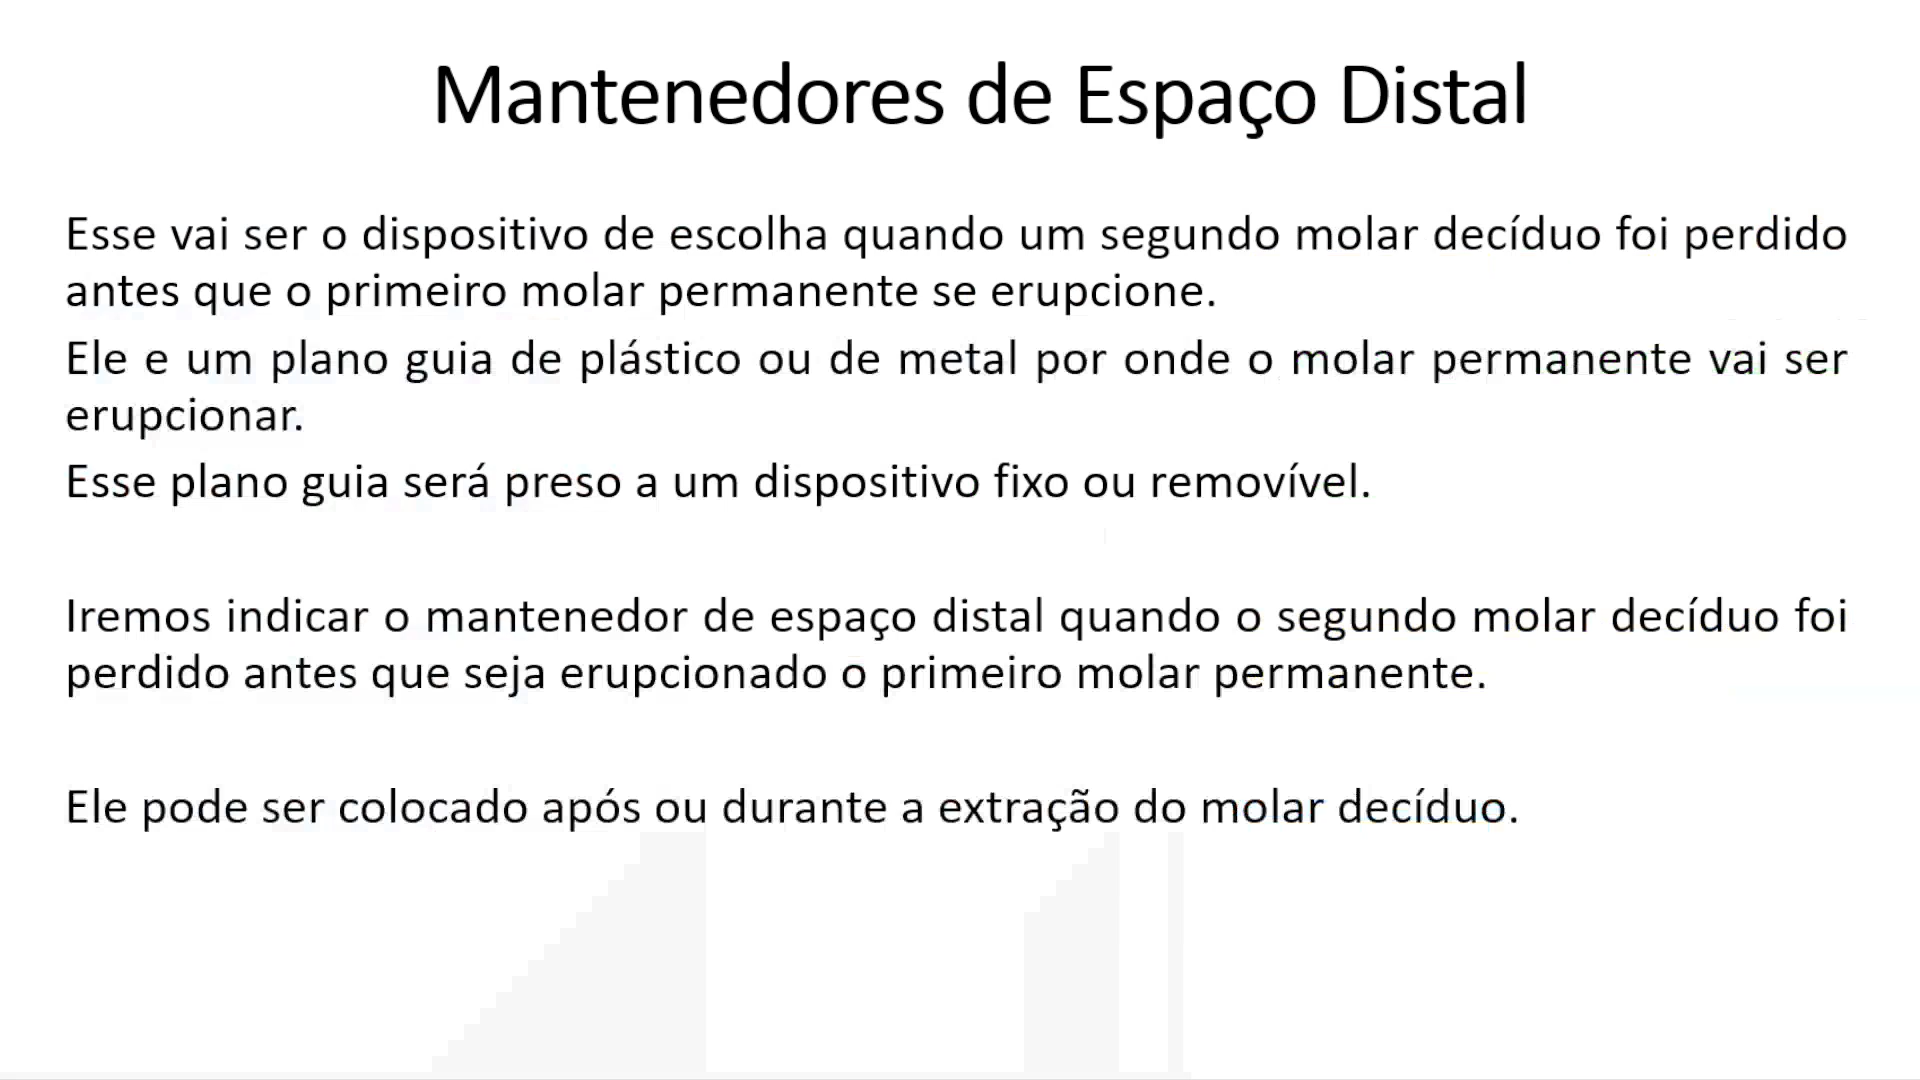 Mantenedores de Espaço Distal
Esse vai ser o dispositivo de escolha quando um segundo molar decíduo foi perdido
antes que o primeiro molar permanente se erupcione.
Ele e um plano guia de plástico ou de metal por onde o molar permanente vai ser
erupcionar.
Esse plano guia será preso a um dispositivo fixo ou removível.
Iremos indicar o mantenedor de espaço distal quando o segundo molar decíduo foi
perdido antes que seja erupcionado o primeiro molar permanente.
Ele pode ser colocado após ou durante a extração do molar decíduo.